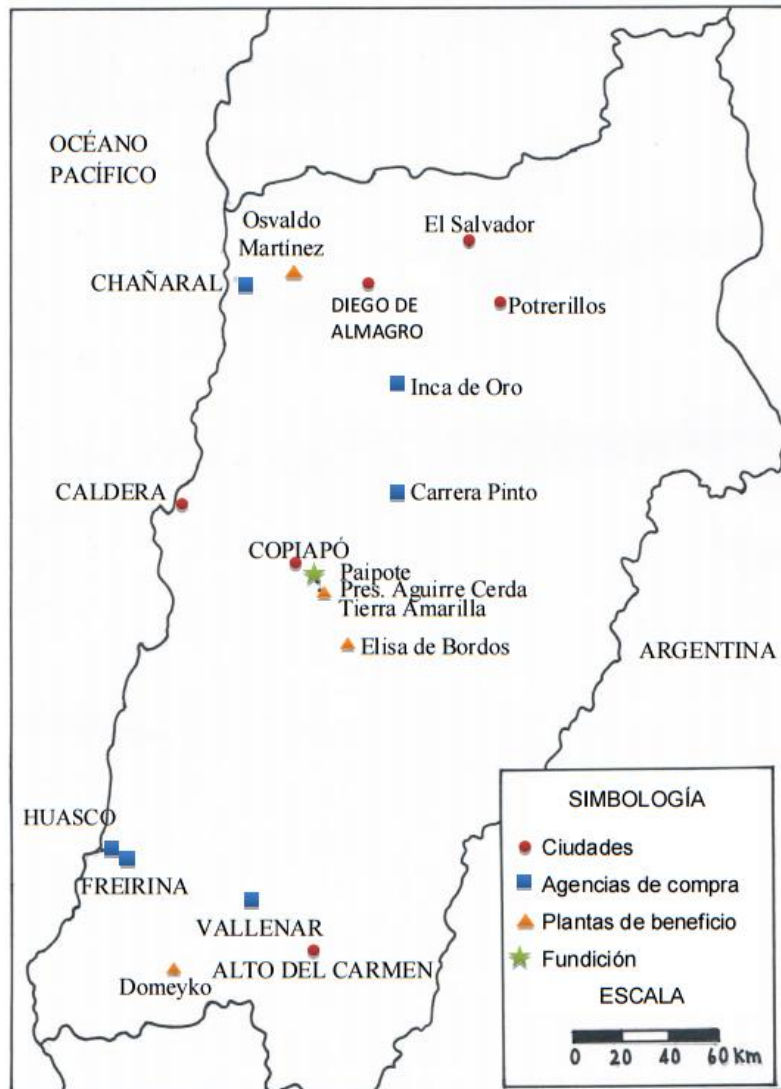 OCÉANO
PACÍFICO
Osvaldo
Martínez
El Salvador
CHAÑARAL
DIEGO DE
ALMAGRO
Potrerillos
Inca de Oro
CALDERA
Carrera Pinto
COPIAPÓ
Paipote
Pres. Aguirre Cerda
Tierra Amarilla
Elisa de Bordos
ARGENTINA
HUASCO
FREIRINA
VALLENAR
ALTO DEL CARMEN
Domeyko
SIMBOLOGÍA
Ciudades
Agencias de compra
Plantas de beneficio
Fundición
ESCALA
0 20 40 60 Km